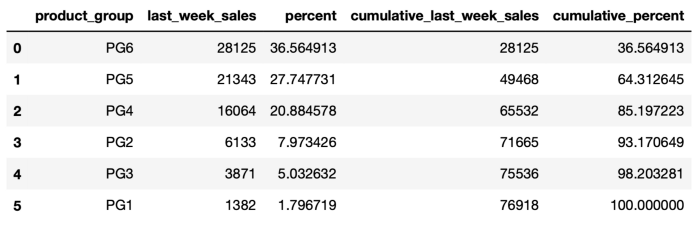 product_group last_week_sales percent cumulative_last_week_sales cumulative_percent
0 PG6 28125 36.564913 28125 36.564913
1 PG5 21343 27.747731 49468 64.312645
2 PG4 16064 20.884578 65532 85.197223
3 PG2 6133 7.973426 71665 93.170649
4 PG3 3871 5.032632 75536 98.203281
5 PG1 1382 1.796719 76918 100.000000